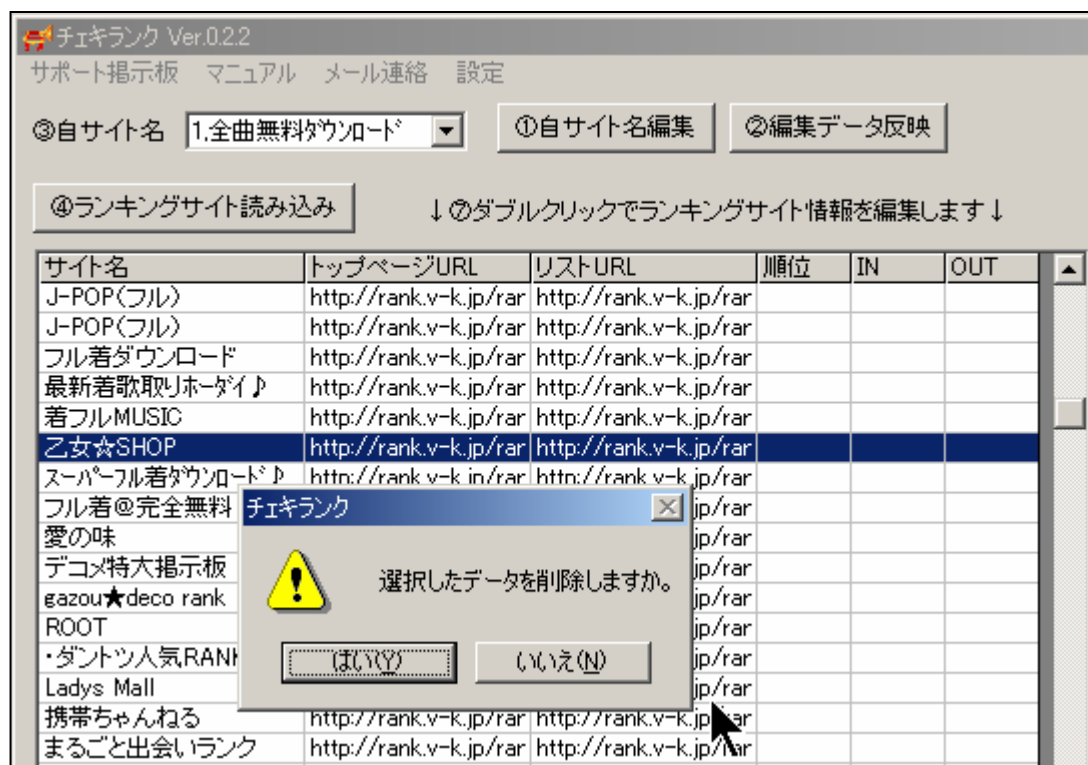 チェキランク Ver.0.2.2
サポート掲示板 マニュアル メール連絡 設定
③自サイト名 1.全曲無料ﾀﾞｳﾝﾛｰﾄﾞ ①自サイト名編集 ②編集データ反映
④ランキングサイト読み込み ↓⑦ダブルクリックでランキングサイト情報を編集します↓
サイト名 トップページURL リストURL 順位 IN OUT
J-POP(フル) http://rank.v-k.jp/rar http://rank.v-k.jp/rar
J-POP(フル) http://rank.v-k.jp/rar http://rank.v-k.jp/rar
フル着ダウンロード http://rank.v-k.jp/rar http://rank.v-k.jp/rar
最新着歌取りﾎｰﾀﾞｲ♪ http://rank.v-k.jp/rar http://rank.v-k.jp/rar
着フルMUSIC http://rank.v-k.jp/rar http://rank.v-k.jp/rar
乙女☆SHOP http://rank.v-k.jp/rar http://rank.v-k.jp/rar
ｽｰﾊﾟｰフル着ﾀﾞｳﾝﾛｰﾄﾞ♪ http://rank.v-k.jp/rar http://rank.v-k.jp/rar
フル着@完全無料 jp/rar
愛の味 jp/rar
デコメ特大掲示板 jp/rar
gazou★deco rank jp/rar
ROOT jp/rar
・ダントツ人気RANK jp/rar
Ladys Mall jp/rar
携帯ちゃんねる http://rank.v-k.jp/rar http://rank.v-k.jp/rar
まるごと出会いランク http://rank.v-k.jp/rar http://rank.v-k.jp/rar
チェキランク
選択したデータを削除しますか。
はい(Y) いいえ(N)